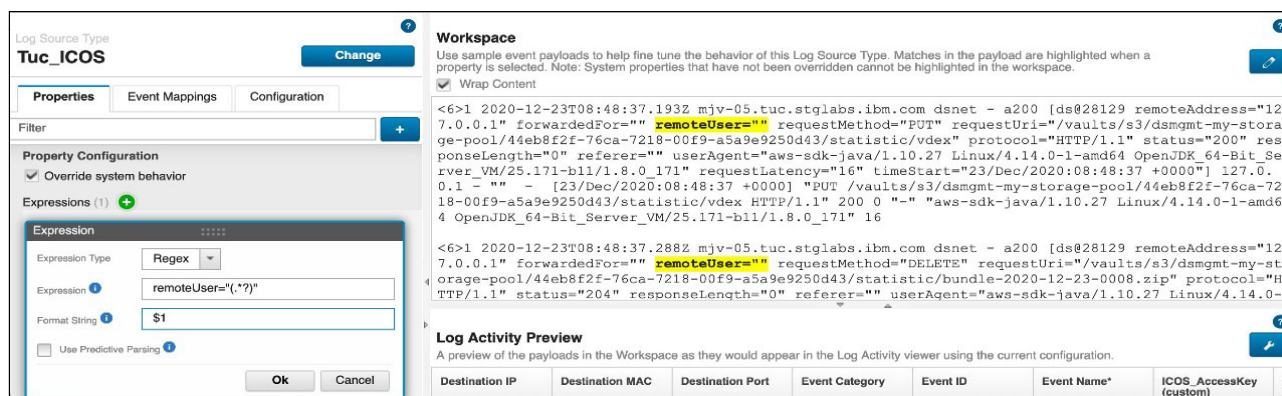 Log Source Type
Tuc_ICOS
Change
Properties
Event Mappings
Configuration
Filter
+
Property Configuration
Override system behavior
Expressions (1)
Expression
Expression Type
Regex
Expression
remoteUser="(.*?)"
Format String
$1
Use Predictive Parsing
Ok
Cancel
?
Workspace
Use sample event payloads to help fine tune the behavior of this Log Source Type. Matches in the payload are highlighted when a
property is selected. Note: System properties that have not been overridden cannot be highlighted in the workspace.
Wrap Content
<6>1 2020-12-23T08:48:37.193Z mjv-05.tuc.stglabs.ibm.com dsnet - a200 [ds@28129 remoteAddress="12
7.0.0.1" forwardedFor="" remoteUser="" requestMethod="PUT" requestUri="/vaults/s3/dsmgmt-my-stora
ge-pool/44eb8f2f-76ca-7218-00f9-a5a9e9250d43/statistic/vdex" protocol="HTTP/1.1" status="200" res
ponseLength="0" referer="" userAgent="aws-sdk-java/1.10.27 Linux/4.14.0-1-amd64 OpenJDK_64-Bit_Se
rver_VM/25.171-b11/1.8.0_171" requestLatency="16" timeStart="23/Dec/2020:08:48:37 +0000"] 127.0.
0.1 - "" - [23/Dec/2020:08:48:37 +0000] "PUT /vaults/s3/dsmgmt-my-storage-pool/44eb8f2f-76ca-72
18-00f9-a5a9e9250d43/statistic/vdex HTTP/1.1" 200 0 "-" "aws-sdk-java/1.10.27 Linux/4.14.0-1-amd6
4 OpenJDK_64-Bit_Server_VM/25.171-b11/1.8.0_171" 16
<6>1 2020-12-23T08:48:37.288Z mjv-05.tuc.stglabs.ibm.com dsnet - a200 [ds@28129 remoteAddress="12
7.0.0.1" forwardedFor="" remoteUser="" requestMethod="DELETE" requestUri="/vaults/s3/dsmgmt-my-st
orage-pool/44eb8f2f-76ca-7218-00f9-a5a9e9250d43/statistic/bundle-2020-12-23-0008.zip" protocol="H
TTP/1.1" status="204" responseLength="0" referer="" userAgent="aws-sdk-java/1.10.27 Linux/4.14.0-
Log Activity Preview
A preview of the payloads in the Workspace as they would appear in the Log Activity viewer using the current configuration.
Destination IP
Destination MAC
Destination Port
Event Category
Event ID
Event Name*
ICOS_AccessKey
(custom)